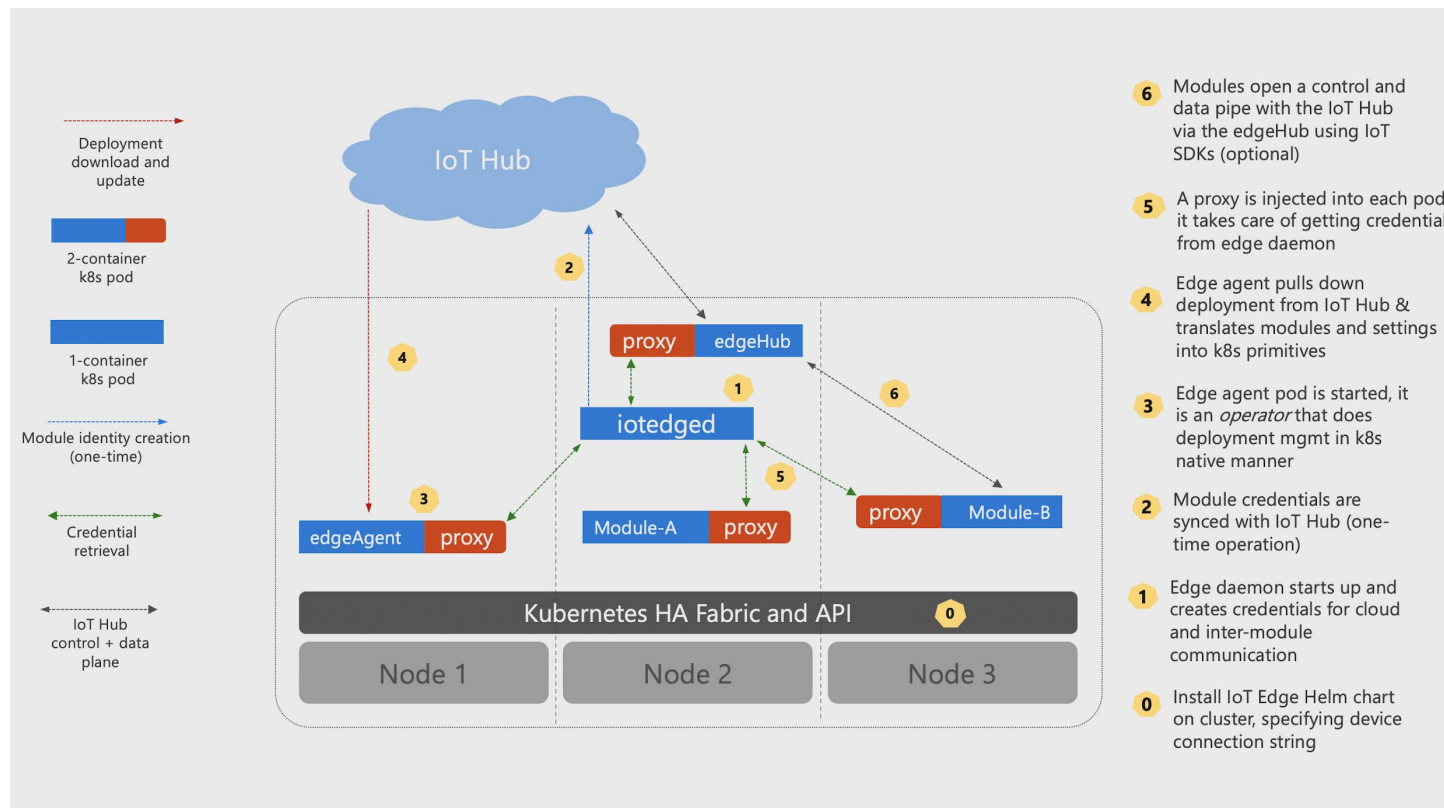 Deployment
download and
update
2-container
k8s pod
1-container
k8s pod
Module identity creation
(one-time)
Credential
retrieval
IoT Hub
control + data
plane
IoT Hub
2
4
proxy
edgeHub
1
iotedged
6
3
5
edgeAgent
proxy
Module-A
proxy
proxy
Module-B
Kubernetes HA Fabric and API
0
Node 1
Node 2
Node 3
6
Modules open a control and
data pipe with the IoT Hub
via the edgeHub using IoT
SDKs (optional)
5
A proxy is injected into each pod
it takes care of getting credential
from edge daemon
4
Edge agent pulls down
deployment from IoT Hub &
translates modules and settings
into k8s primitives
3
Edge agent pod is started, it
is an operator that does
deployment mgmt in k8s
native manner
2
Module credentials are
synced with IoT Hub (one-
time operation)
1
Edge daemon starts up and
creates credentials for cloud
and inter-module
communication
0
Install IoT Edge Helm chart
on cluster, specifying device
connection string